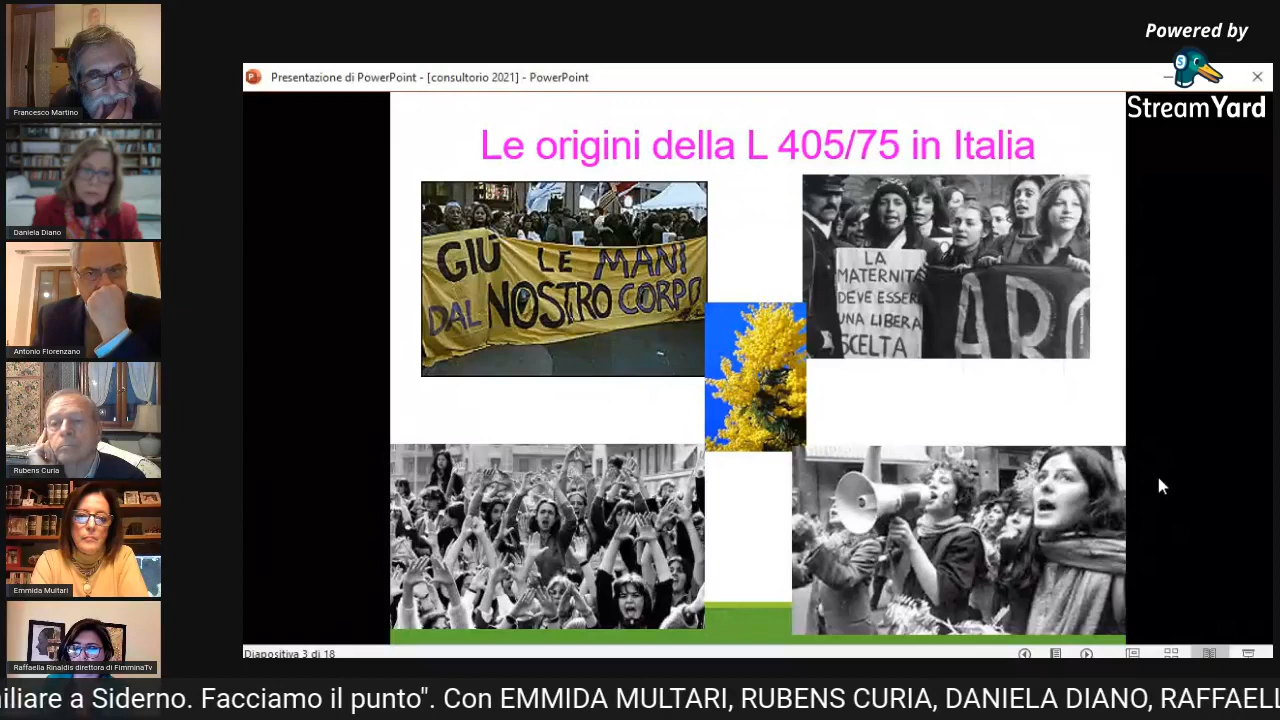 Powered by
StreamYard
Presentazione di PowerPoint - [consultorio 2021] - PowerPoint
Le origini della L 405/75 in Italia
GIÙ LE MANI
DAL NOSTRO CORPO
LA
MATERNITÀ
DEVE ESSERE
UNA LIBERA
SCELTA
Francesco Martino
Daniela Diano
Antonio Florenzano
Rubens Curia
Emmida Multari
Raffaella Rinaldis direttora di FimminaTv
Diapositiva 3 di 18
iliare a Siderno. Facciamo il punto". Con EMMIDA MULTARI, RUBENS CURIA, DANIELA DIANO, RAFFAELL